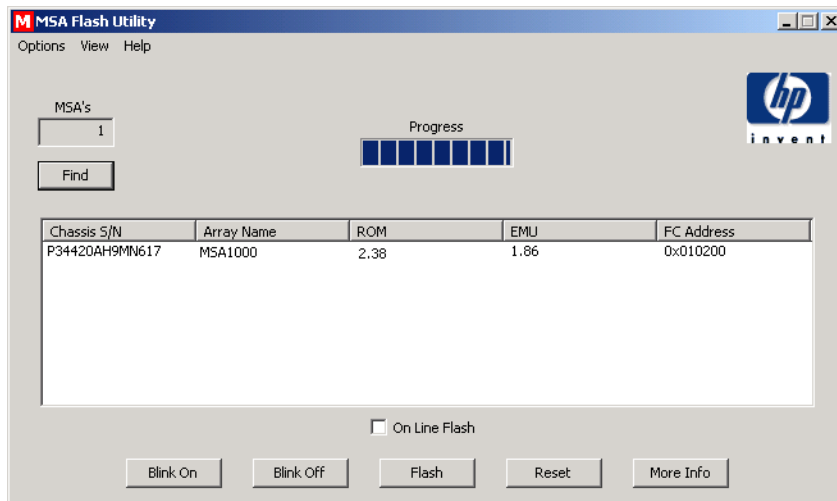 M MSA Flash Utility
Options View Help
MSA's
1
Find
Progress
hp
invent
Chassis S/N Array Name ROM EMU FC Address
P34420AH9MN617 MSA1000 2.38 1.86 0x010200
On Line Flash
Blink On Blink Off Flash Reset More Info